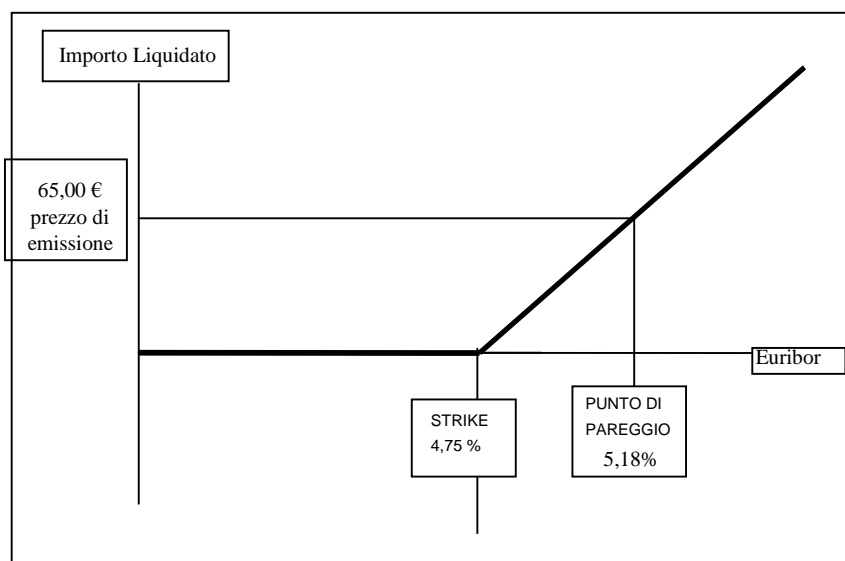 Importo Liquidato
65,00 €
prezzo di
emissione
Euribor
STRIKE
4,75 %
PUNTO DI
PAREGGIO
5,18%